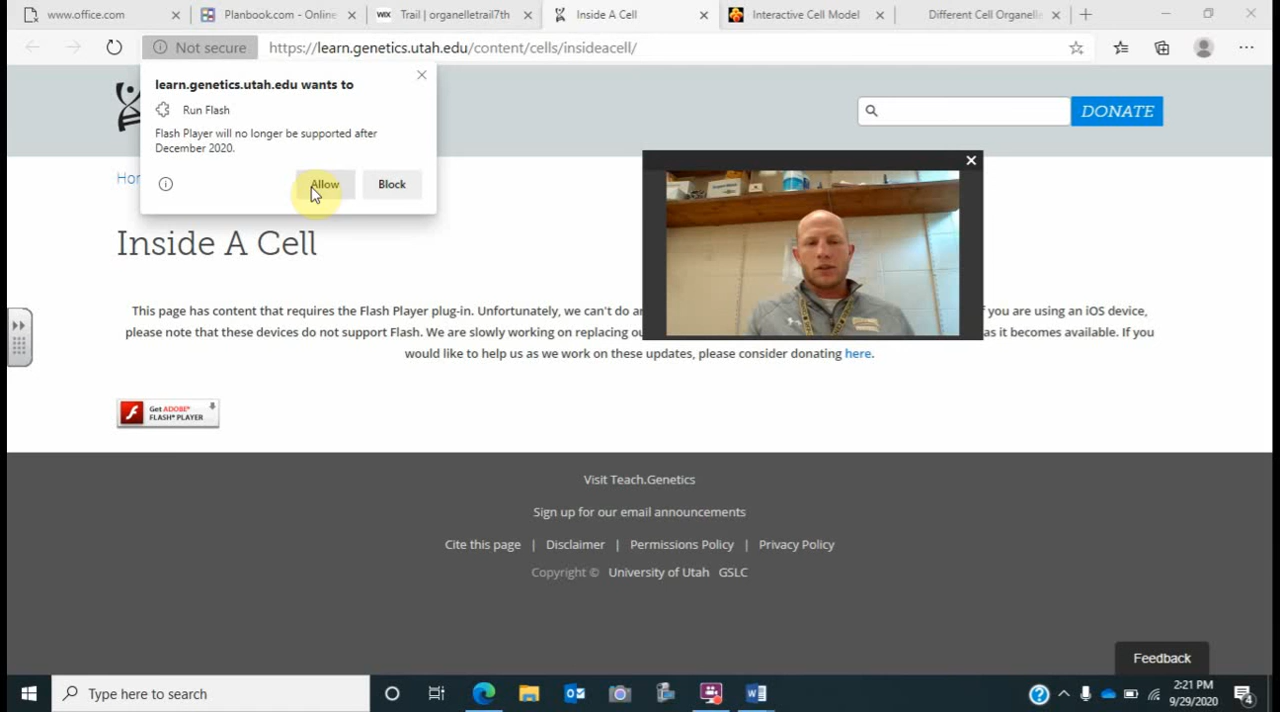 www.office.com
Planbook.com - Online
WIX Trail | organelletrail7th
Inside A Cell
Interactive Cell Model
Different Cell Organelle
Not secure
https://learn.genetics.utah.edu/content/cells/insideacell/
learn.genetics.utah.edu wants to
Run Flash
Flash Player will no longer be supported after
December 2020.
Allow
Block
DONATE
Inside A Cell
This page has content that requires the Flash Player plug-in. Unfortunately, we can't do
you are using an iOS device,
please note that these devices do not support Flash. We are slowly working on replacing
as it becomes available. If you
would like to help us as we work on these updates, please consider donating here.
Get ADOBE®
FLASH® PLAYER
Visit Teach.Genetics
Sign up for our email announcements
Cite this page | Disclaimer | Permissions Policy | Privacy Policy
Copyright © University of Utah GSLC
Feedback
Type here to search
2:21 PM
9/29/2020
4